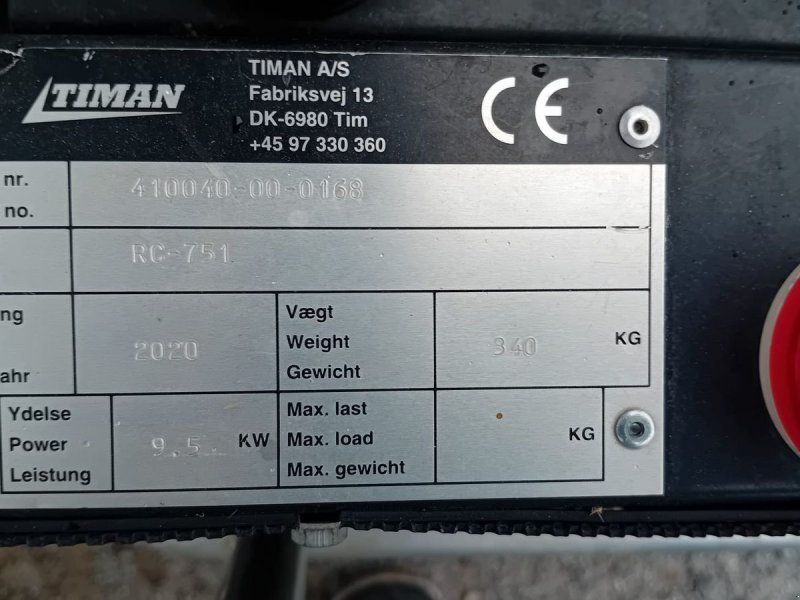 TIMAN
TIMAN A/S
Fabriksvej 13
DK-6980 Tim
+45 97 330 360
CE
nr.
no.
410040-00-0168
RC-751
ng
ahr
2020
Vægt
Weight
Gewicht
340
KG
Ydelse
Power
Leistung
9.5
KW
Max. last
Max. load
Max. gewicht
KG